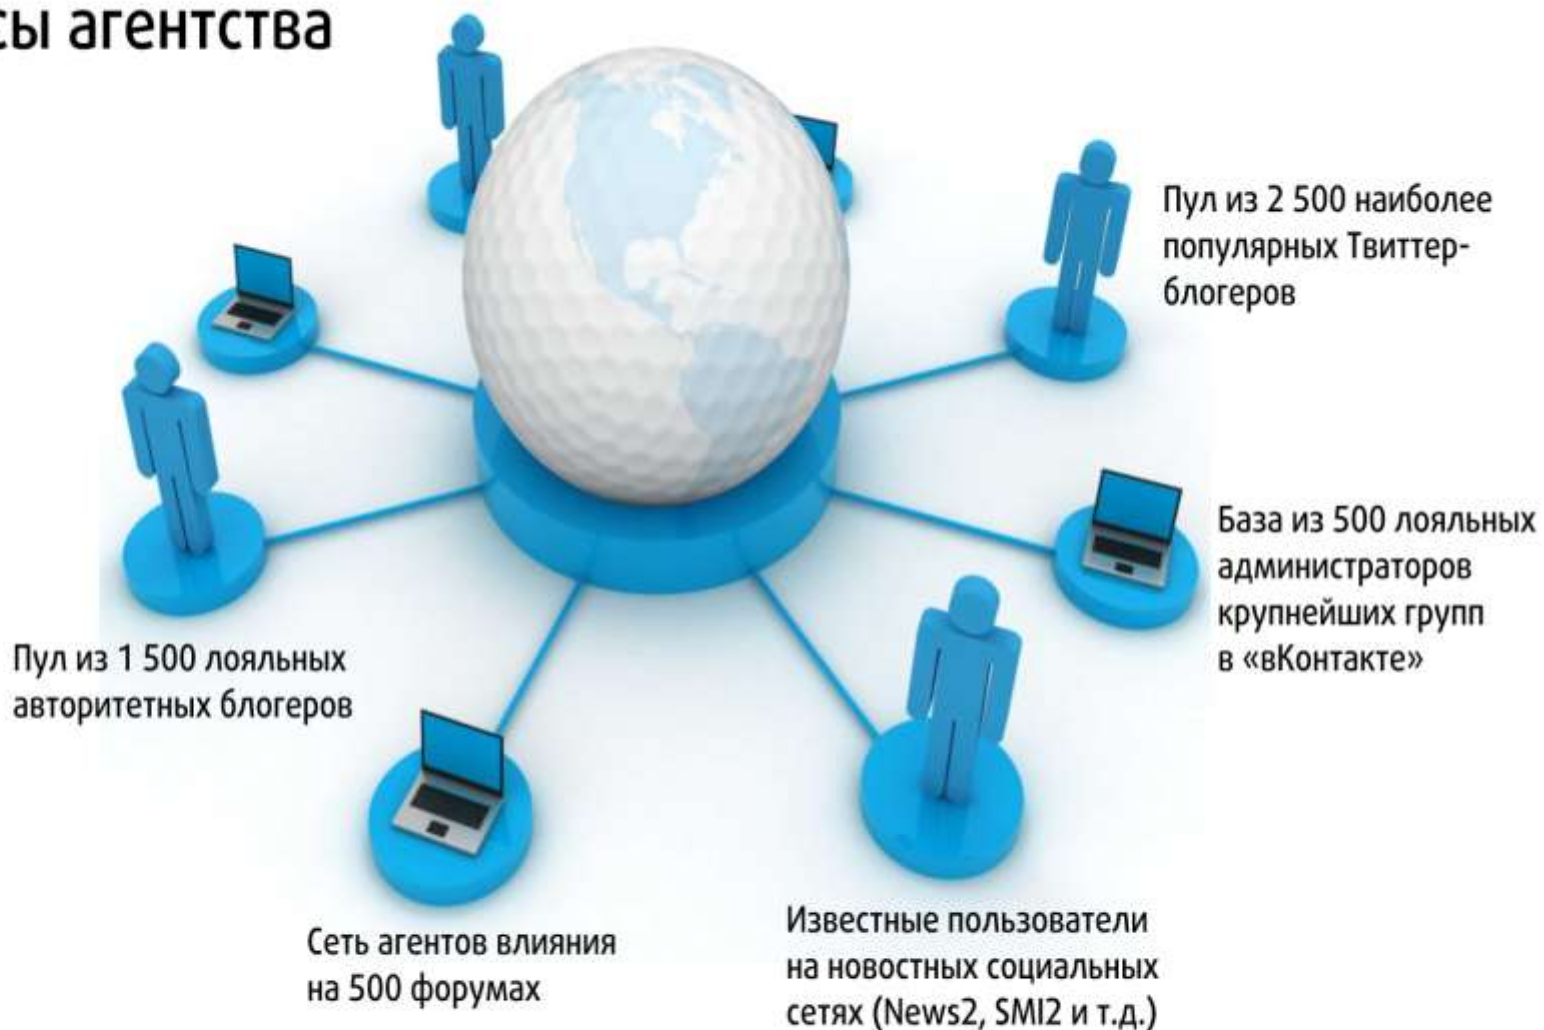 сы агентства
Пул из 2 500 наиболее
популярных Твиттер-
блогеров
База из 500 лояльных
администраторов
крупнейших групп
в «вКонтакте»
Пул из 1 500 лояльных
авторитетных блогеров
Сеть агентов влияния
на 500 форумах
Известные пользователи
на новостных социальных
сетях (News2, SMI2 и т.д.)